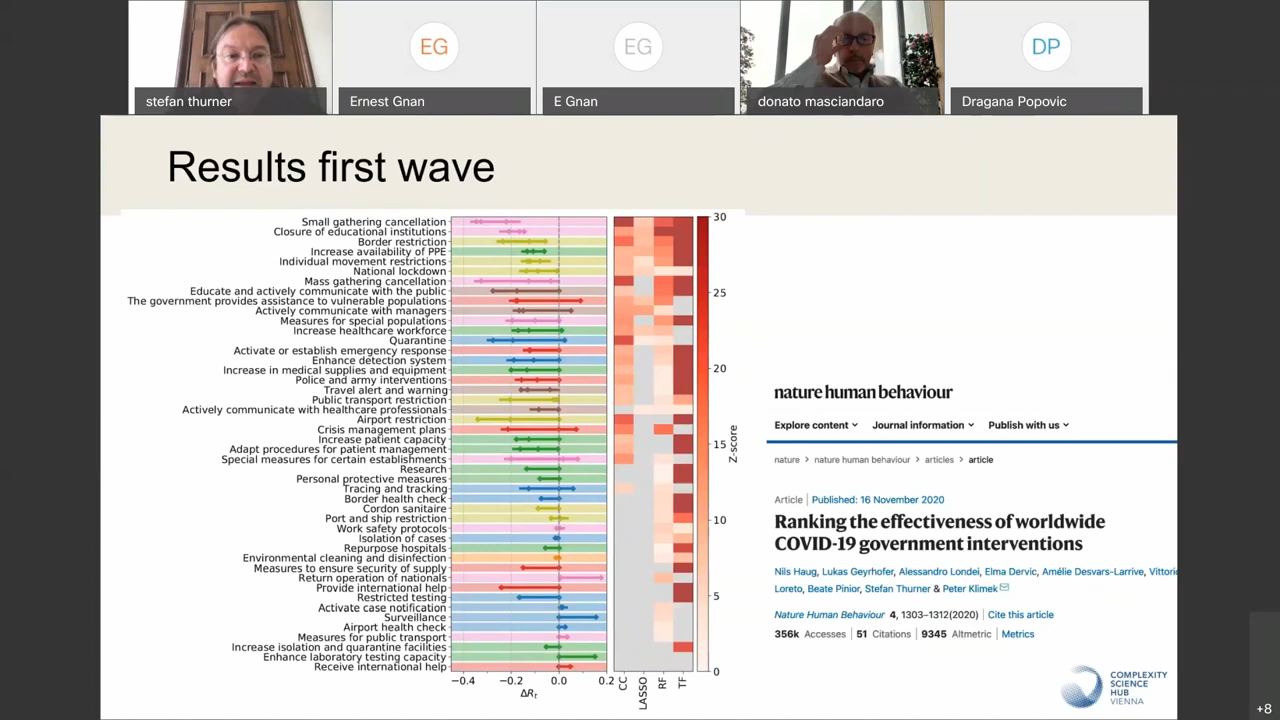 EG
EG
DP
stefan thurner
Ernest Gnan
E Gnan
donato masciandaro
Dragana Popovic
Results first wave
Small gathering cancellation
Closure of educational institutions
Border restriction
Increase availability of PPE
Individual movement restrictions
National lockdown
Mass gathering cancellation
Educate and actively communicate with the public
The government provides assistance to vulnerable populations
Actively communicate with managers
Measures for special populations
Increase healthcare workforce
Quarantine
Activate or establish emergency response
Enhance detection system
Increase in medical supplies and equipment
Police and army interventions
Travel alert and warning
Public transport restriction
Actively communicate with healthcare professionals
Airport restriction
Crisis management plans
Increase patient capacity
Adapt procedures for patient management
Special measures for certain establishments
Research
Personal protective measures
Tracing and tracking
Border health check
Cordon sanitaire
Port and ship restriction
Work safety protocols
Isolation of cases
Repurpose hospitals
Environmental cleaning and disinfection
Measures to ensure security of supply
Return operation of nationals
Provide international help
Restricted testing
Activate case notification
Surveillance
Airport health check
Measures for public transport
Increase isolation and quarantine facilities
Enhance laboratory testing capacity
Receive international help
−0.4 −0.2 0.0 0.2
ΔRt
CC
LASSO
RF
TF
30
25
20
15
10
5
0
Z-score
nature human behaviour
Explore content Journal information Publish with us
nature > nature human behaviour > articles > article
Article | Published: 16 November 2020
Ranking the effectiveness of worldwide
COVID-19 government interventions
Nils Haug, Lukas Geyrhofer, Alessandro Londei, Elma Dervic, Amélie Desvars-Larrive, Vittori
Loreto, Beate Pinior, Stefan Thurner & Peter Klimek
Nature Human Behaviour 4, 1303–1312(2020) | Cite this article
356k Accesses | 51 Citations | 9345 Altmetric | Metrics
COMPLEXITY
SCIENCE
HUB
VIENNA
+8